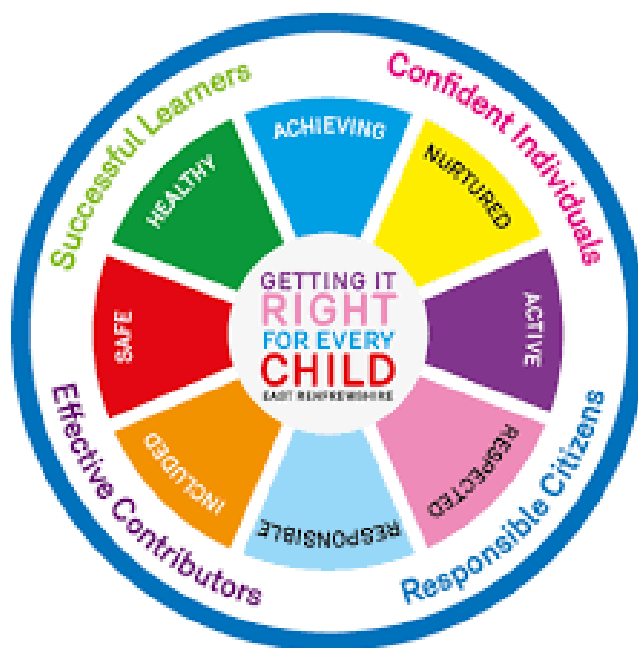 Successful Learners
Confident Individuals
ACHIEVING
NURTURED
ACTIVE
RESPECTED
RESPONSIBLE
INCLUDED
SAFE
HEALTHY
GETTING IT
RIGHT
FOR EVERY
CHILD
EAST RENFREWSHIRE
Effective Contributors
Responsible Citizens